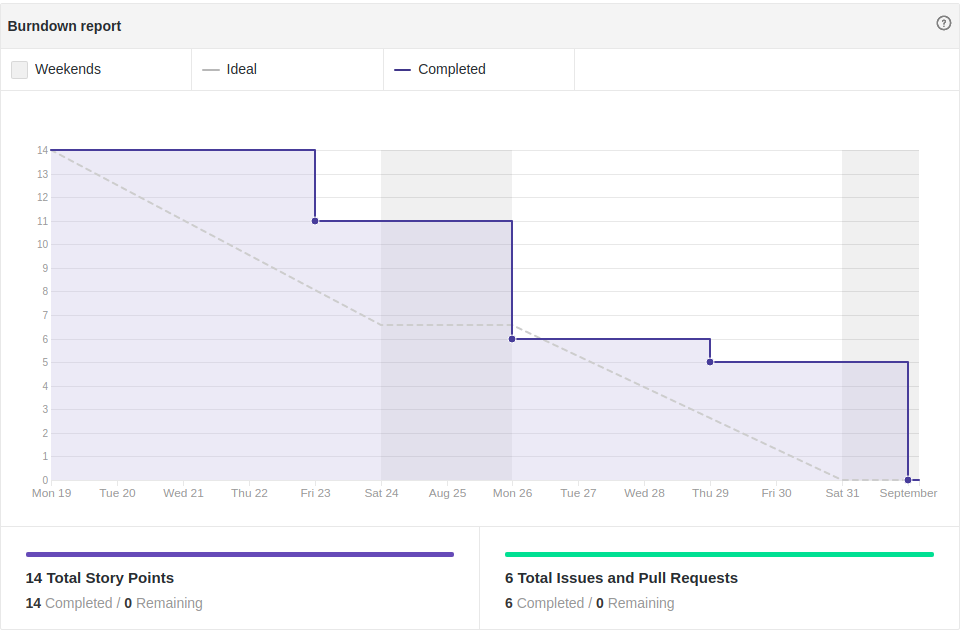 Burndown report
Weekends Ideal Completed
14
13
12
11
10
9
8
7
6
5
4
3
2
1
0
Mon 19 Tue 20 Wed 21 Thu 22 Fri 23 Sat 24 Aug 25 Mon 26 Tue 27 Wed 28 Thu 29 Fri 30 Sat 31 September
14 Total Story Points
14 Completed / 0 Remaining
6 Total Issues and Pull Requests
6 Completed / 0 Remaining